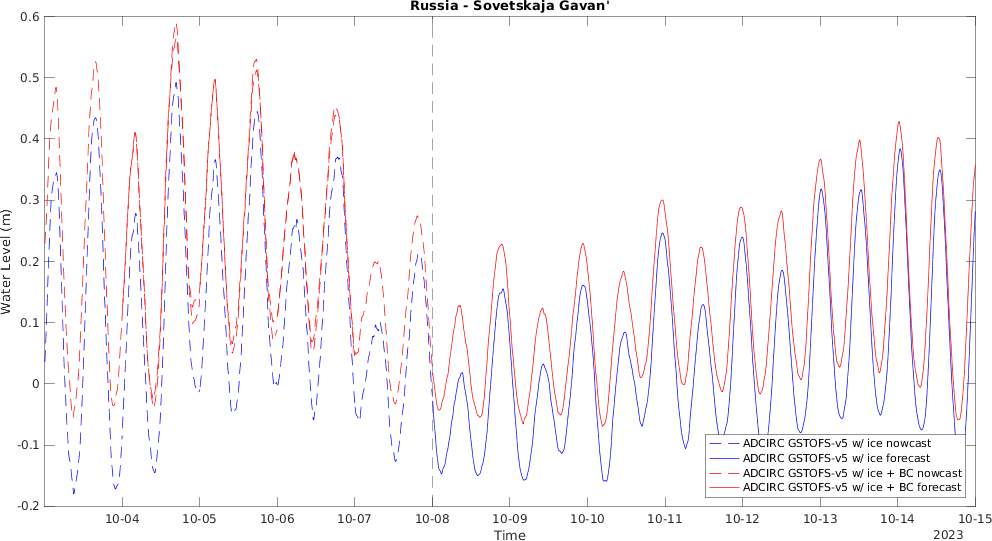 Russia - Sovetskaja Gavan'
0.6
0.5
0.4
0.3
0.2
0.1
0
-0.1
-0.2
Water Level (m)
ADCIRC GSTOFS-v5 w/ ice nowcast
ADCIRC GSTOFS-v5 w/ ice forecast
ADCIRC GSTOFS-v5 w/ ice + BC nowcast
ADCIRC GSTOFS-v5 w/ ice + BC forecast
10-04 10-05 10-06 10-07 10-08 10-09 10-10 10-11 10-12 10-13 10-14 10-15
Time
2023